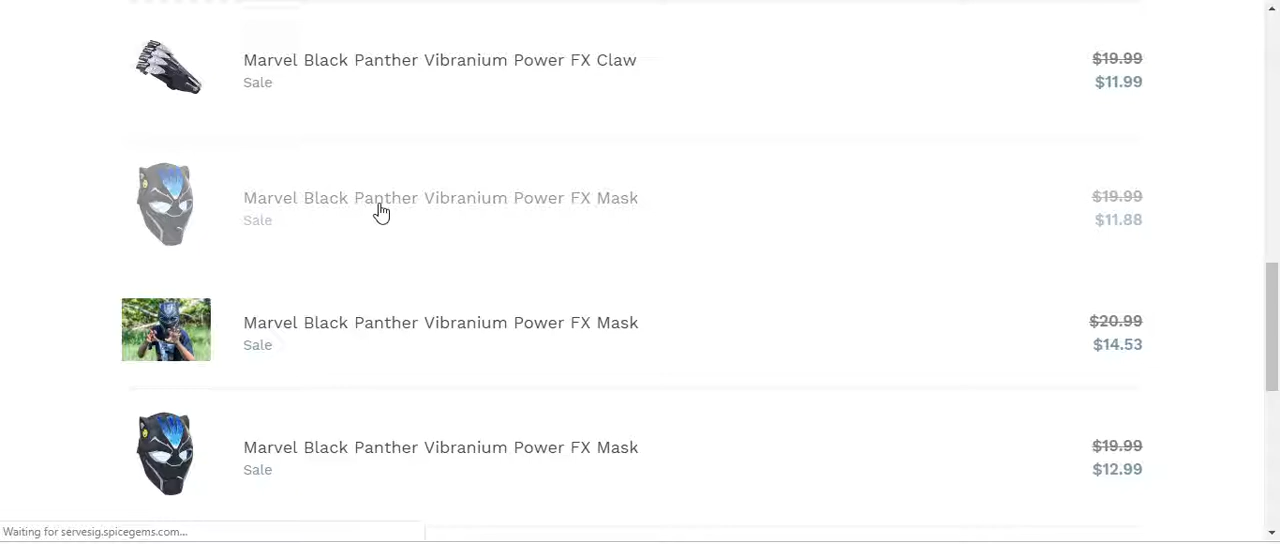 Marvel Black Panther Vibranium Power FX Claw
$19.99
Sale
$11.99
Marvel Black Panther Vibranium Power FX Mask
$19.99
Sale
$11.88
Marvel Black Panther Vibranium Power FX Mask
$20.99
Sale
$14.53
Marvel Black Panther Vibranium Power FX Mask
$19.99
Sale
$12.99
Waiting for servesig.spicegems.com...